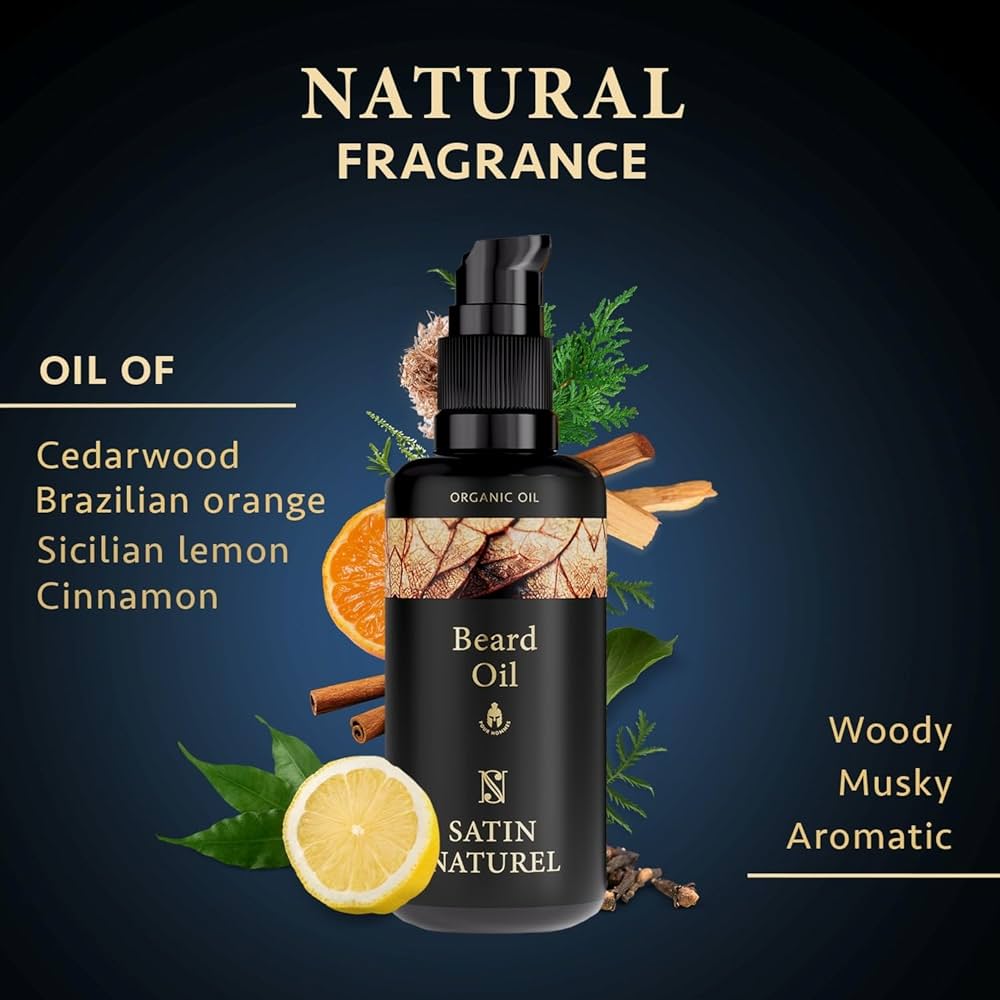 NATURAL
FRAGRANCE
OIL OF
Cedarwood
Brazilian orange
Sicilian lemon
Cinnamon
ORGANIC OIL
Beard
Oil
POUR HOMMES
SATIN
NATUREL
Woody
Musky
Aromatic